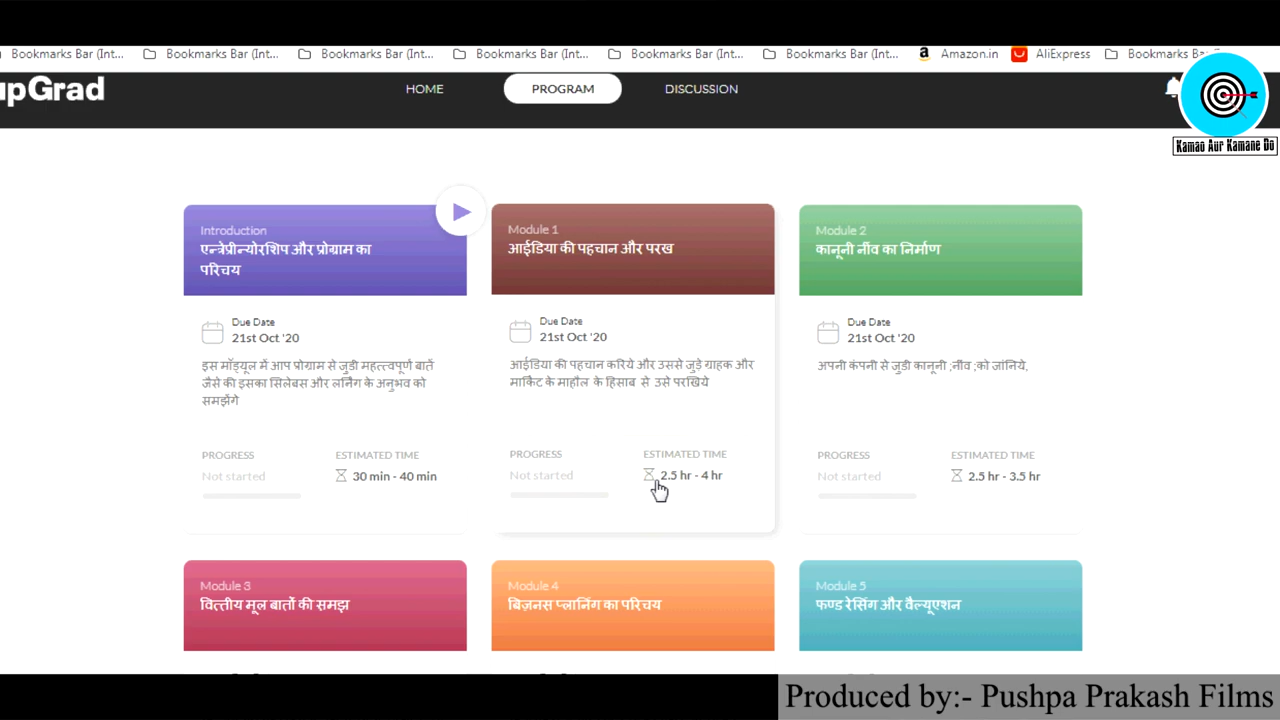 Bookmarks Bar (Int... Bookmarks Bar (Int... Bookmarks Bar (Int... Bookmarks Bar (Int... Bookmarks Bar (Int... Bookmarks Bar (Int... Amazon.in AliExpress Bookmarks Ba
upGrad HOME PROGRAM DISCUSSION
Kamao Aur Kamane Do
Introduction
एन्त्रेप्रीन्योरशिप और प्रोग्राम का
परिचय
Due Date
21st Oct '20
इस मॉड्यूल में आप प्रोग्राम से जुडी महत्त्वपूर्ण बातें
जैसे की इसका सिलेबस और लर्निंग के अनुभव को
समझेंगे
PROGRESS ESTIMATED TIME
Not started 30 min - 40 min
Module 1
आईडिया की पहचान और परख
Due Date
21st Oct '20
आईडिया की पहचान करिये और उससे जुड़े ग्राहक और
मार्किट के माहौल के हिसाब से उसे परखिये
PROGRESS ESTIMATED TIME
Not started 2.5 hr - 4 hr
Module 2
कानूनी नींव का निर्माण
Due Date
21st Oct '20
अपनी कंपनी से जुडी कानूनी ;नींव ;को जांनिये,
PROGRESS ESTIMATED TIME
Not started 2.5 hr - 3.5 hr
Module 3
वित्तीय मूल बातों की समझ
Module 4
बिज़नस प्लानिंग का परिचय
Module 5
फण्ड रेसिंग और वैल्यूएशन
Produced by:- Pushpa Prakash Films